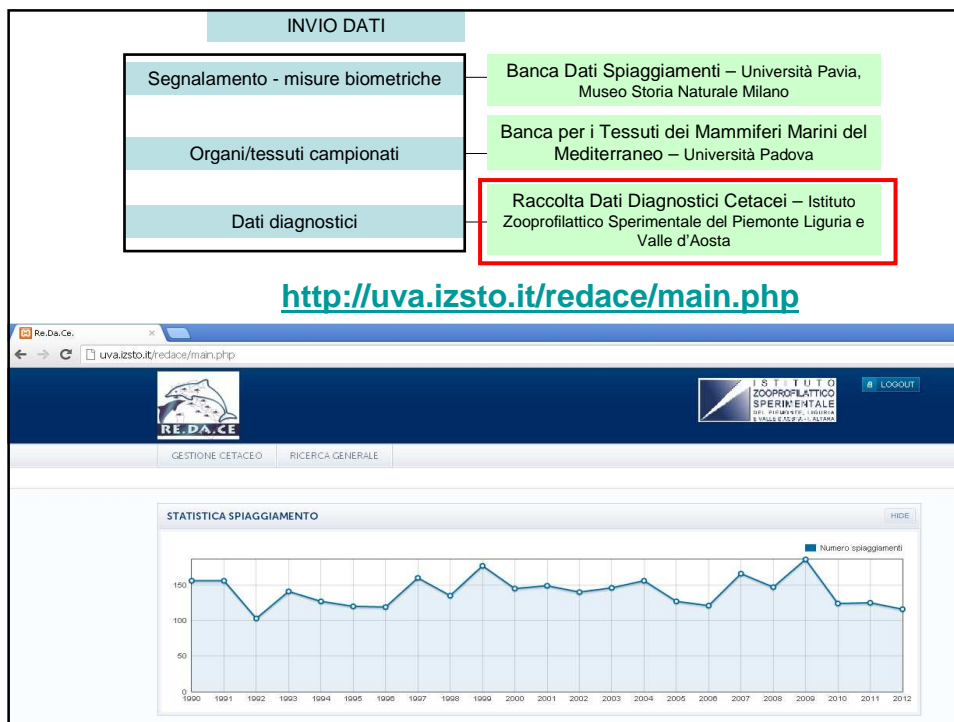 INVIO DATI
Segnalamento - misure biometriche
Banca Dati Spiaggiamenti – Università Pavia,
Museo Storia Naturale Milano
Organi/tessuti campionati
Banca per i Tessuti dei Mammiferi Marini del
Mediterraneo – Università Padova
Dati diagnostici
Raccolta Dati Diagnostici Cetacei – Istituto
Zooprofilattico Sperimentale del Piemonte Liguria e
Valle d'Aosta
http://uva.izsto.it/redace/main.php
Re.Da.Ce.
uva.izsto.it/redace/main.php
RE.DA.CE
ISTITUTO
ZOOPROFILATTICO
SPERIMENTALE
DEL PIEMONTE, LIGURIA
E VALLE D'AOSTA
LOGOUT
GESTIONE CETACEO
RICERCA GENERALE
STATISTICA SPIAGGIAMENTO
HIDE
Numero spiaggiamenti
150
100
50
0
1990 1991 1992 1993 1994 1995 1996 1997 1998 1999 2000 2001 2002 2003 2004 2005 2006 2007 2008 2009 2010 2011 2012